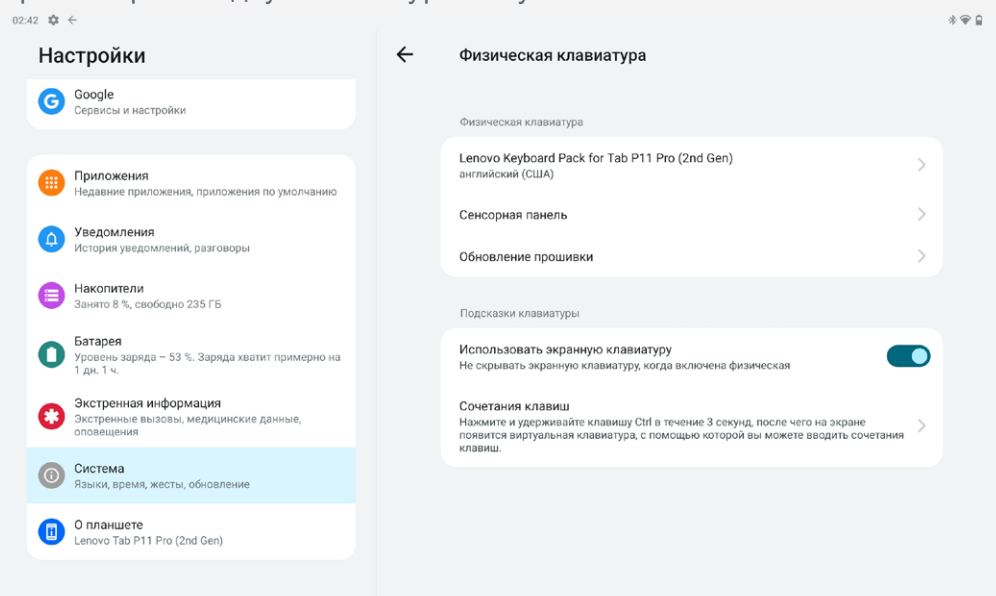 02:42
Настройки
Google
Сервисы и настройки
Приложения
Недавние приложения, приложения по умолчанию
Уведомления
История уведомлений, разговоры
Накопители
Занято 8 %, свободно 235 ГБ
Батарея
Уровень заряда – 53 %. Заряда хватит примерно на
1 дн. 1 ч.
Экстренная информация
Экстренные вызовы, медицинские данные,
оповещения
Система
Языки, время, жесты, обновление
О планшете
Lenovo Tab P11 Pro (2nd Gen)
Физическая клавиатура
Физическая клавиатура
Lenovo Keyboard Pack for Tab P11 Pro (2nd Gen)
английский (США)
Сенсорная панель
Обновление прошивки
Подсказки клавиатуры
Использовать экранную клавиатуру
Не скрывать экранную клавиатуру, когда включена физическая
Сочетания клавиш
Нажмите и удерживайте клавишу Ctrl в течение 3 секунд, после чего на экране
появится виртуальная клавиатура, с помощью которой вы можете вводить сочетания
клавиш.